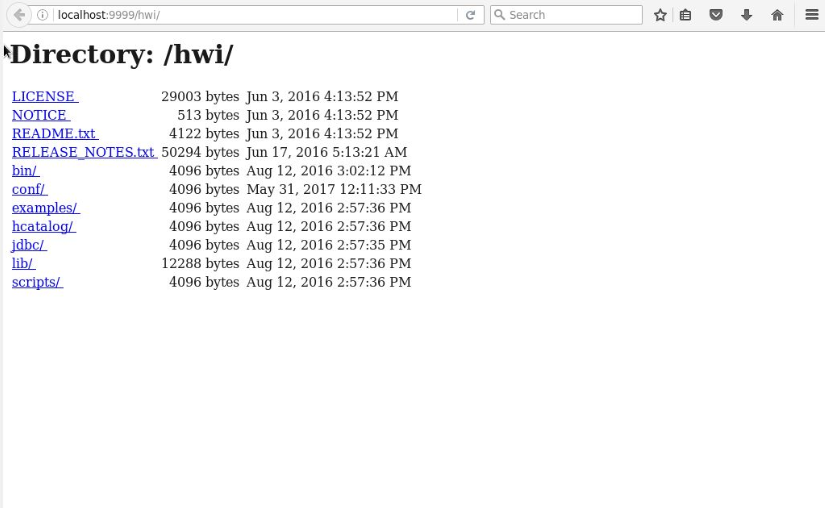 localhost:9999/hwi/
Search
Directory: /hwi/
LICENSE 29003 bytes Jun 3, 2016 4:13:52 PM
NOTICE 513 bytes Jun 3, 2016 4:13:52 PM
README.txt 4122 bytes Jun 3, 2016 4:13:52 PM
RELEASE_NOTES.txt 50294 bytes Jun 17, 2016 5:13:21 AM
bin/ 4096 bytes Aug 12, 2016 3:02:12 PM
conf/ 4096 bytes May 31, 2017 12:11:33 PM
examples/ 4096 bytes Aug 12, 2016 2:57:36 PM
hcatalog/ 4096 bytes Aug 12, 2016 2:57:36 PM
jdbc/ 4096 bytes Aug 12, 2016 2:57:35 PM
lib/ 12288 bytes Aug 12, 2016 2:57:36 PM
scripts/ 4096 bytes Aug 12, 2016 2:57:36 PM